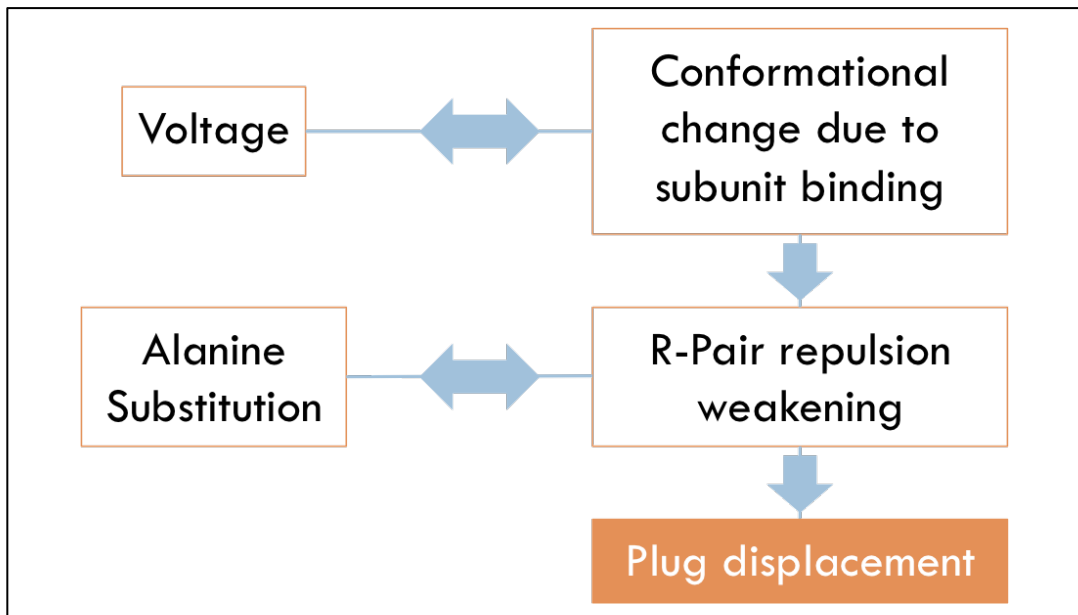 Voltage
Conformational
change due to
subunit binding
Alanine
Substitution
R-Pair repulsion
weakening
Plug displacement